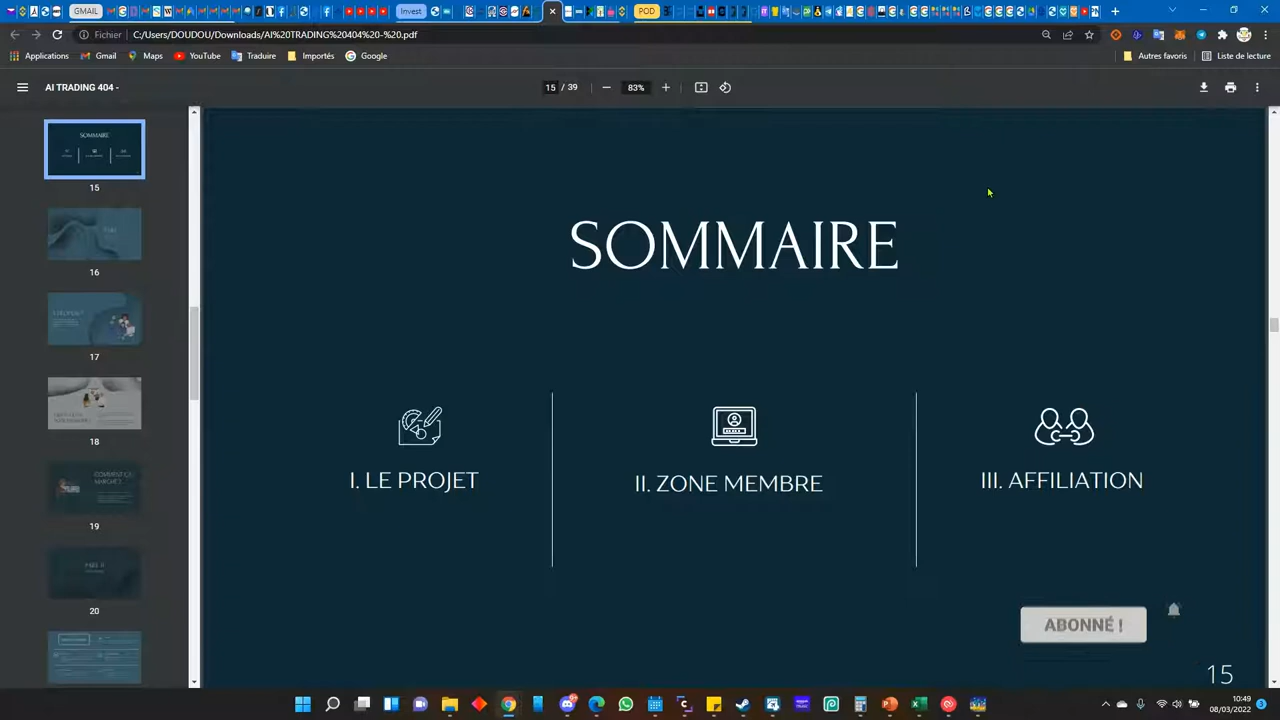 GMAIL
Invest
POD
Fichier
C:/Users/DOUDOU/Downloads/AI%20TRADING%20404%20-%20.pdf
Applications
Gmail
Maps
YouTube
Traduire
Importés
Google
Autres favoris
Liste de lecture
AI TRADING 404-
15 / 39
83%
SOMMAIRE
15
16
17
18
19
20
SOMMAIRE
I. LE PROJET
II. ZONE MEMBRE
III. AFFILIATION
ABONNÉ !
15
10:49
08/03/2022